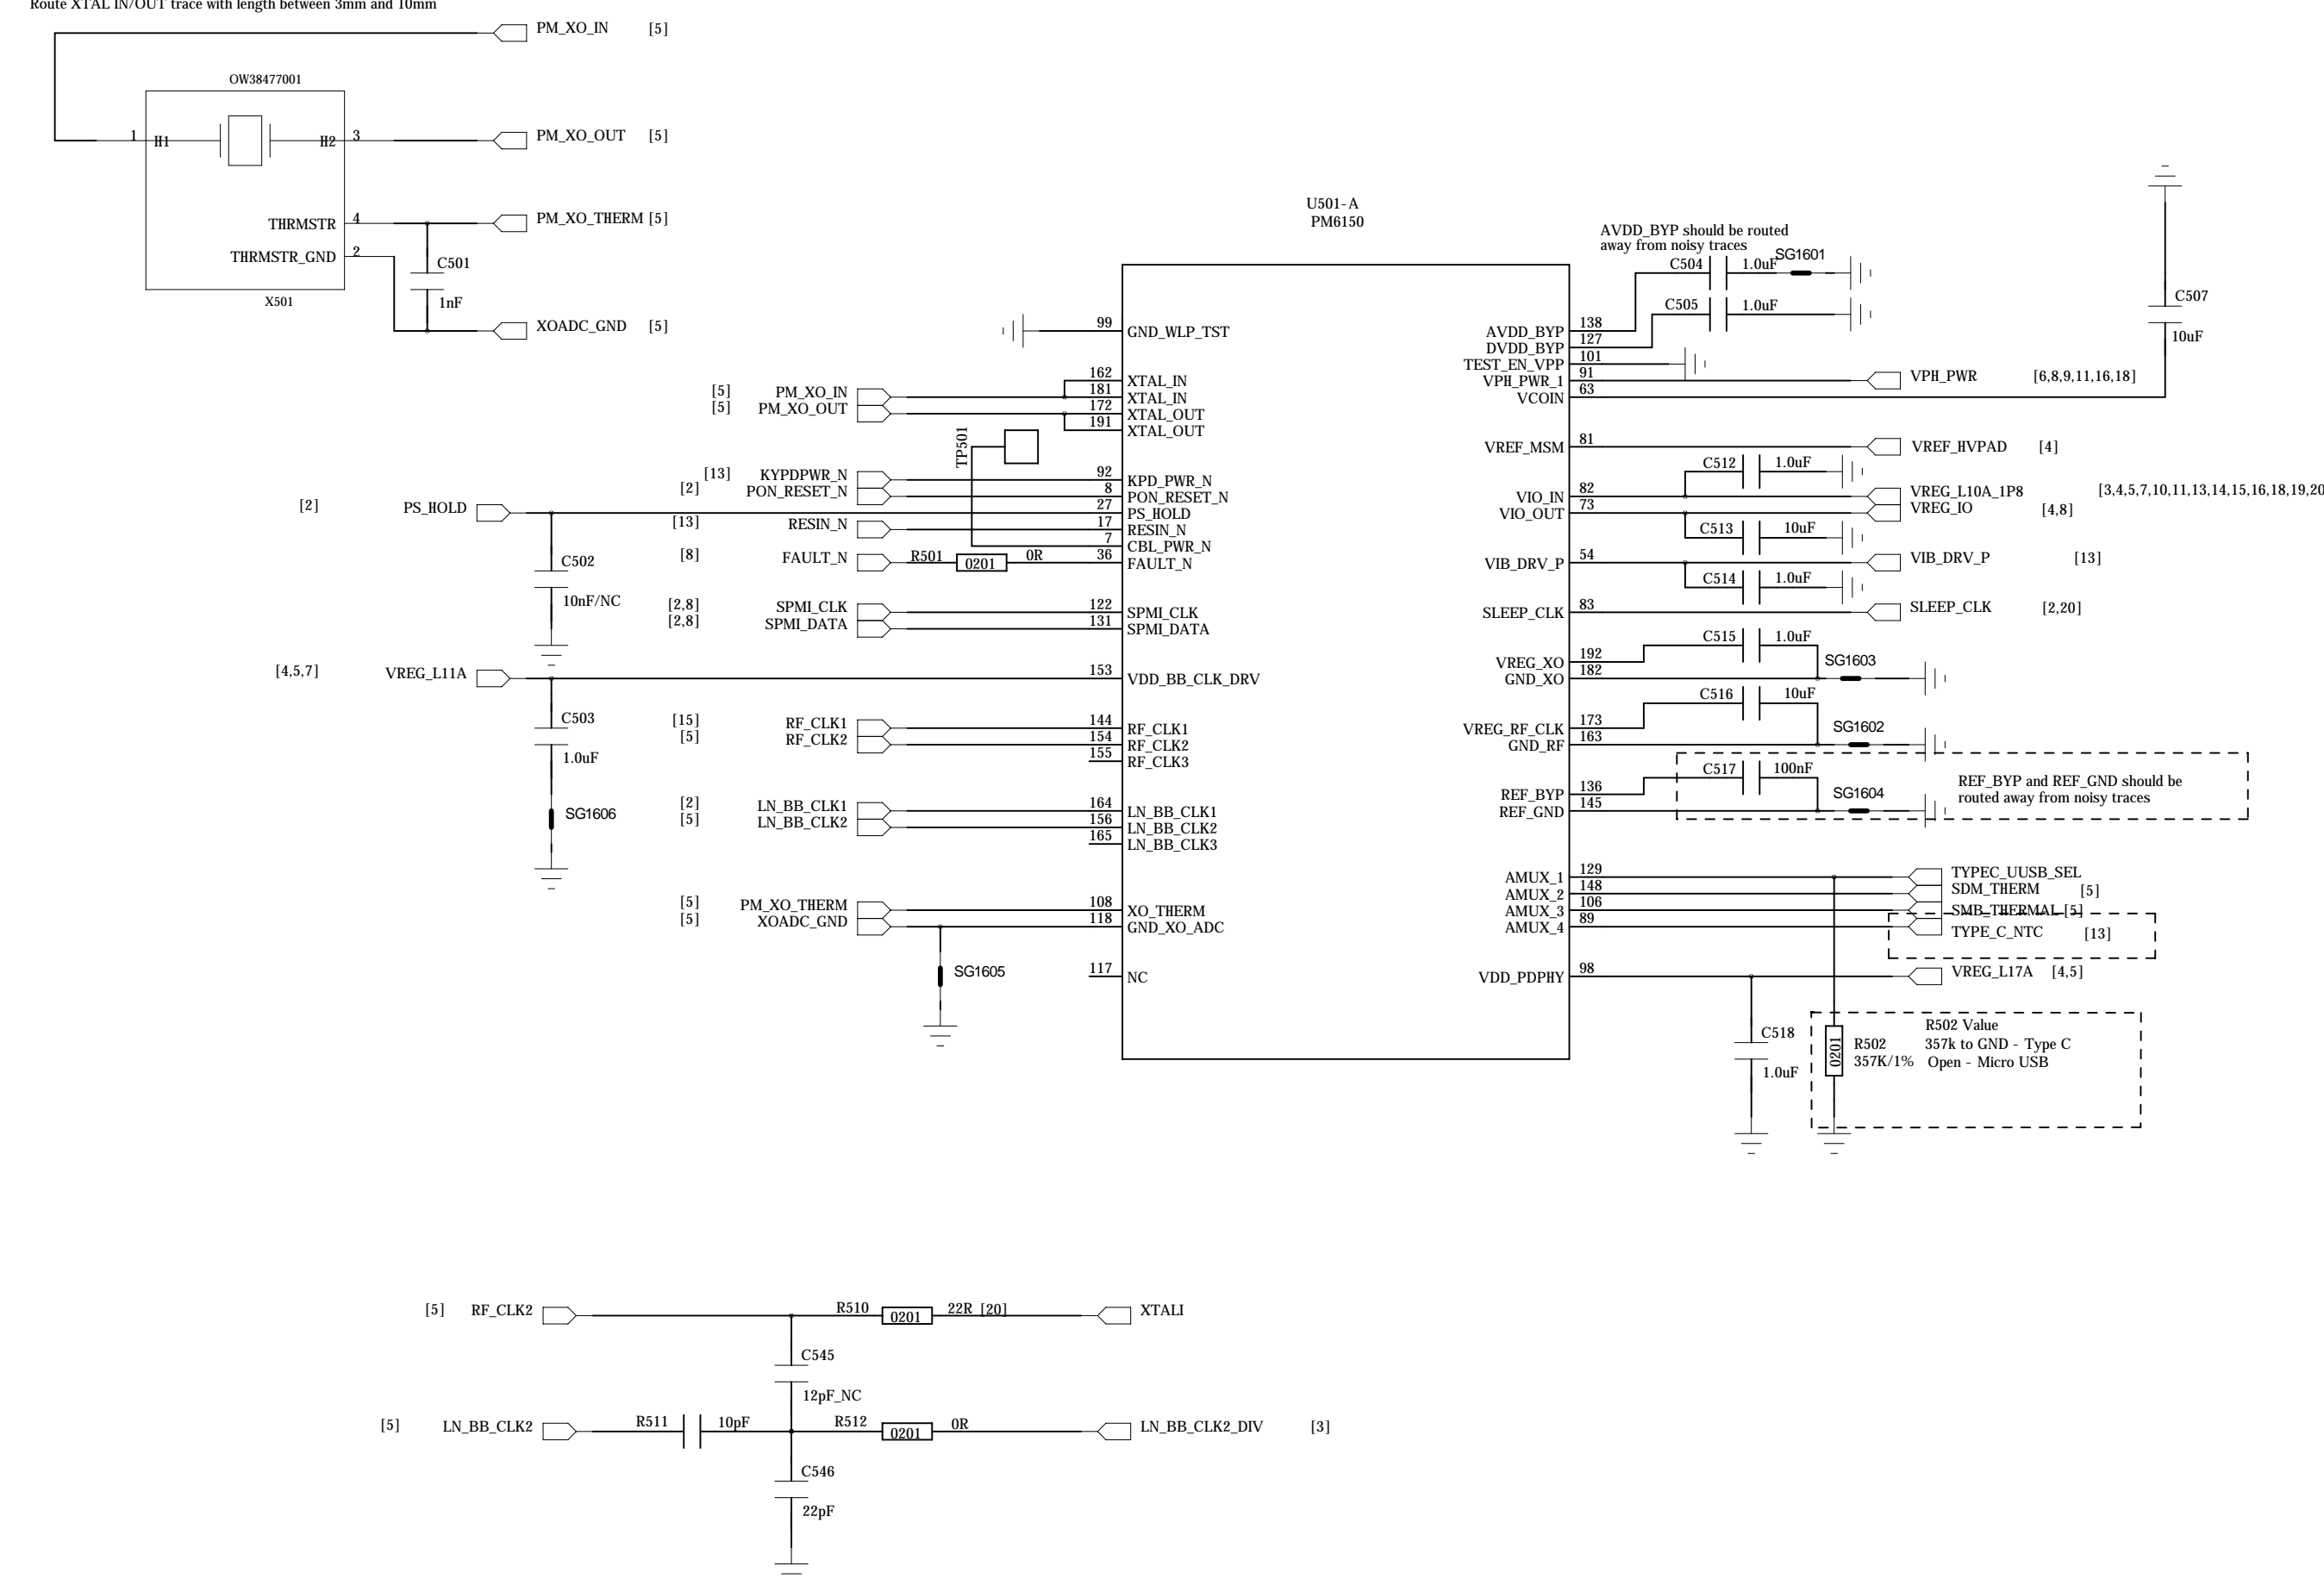 Route XTAL IN/OUT trace with length between 3mm and 10mm
PM_XO_IN [5]
OW38477001
1 H1 H2 3 PM_XO_OUT [5]
THRMSTR 4 PM_XO_THERM [5]
THRMSTR_GND 2
C501
1nF
X501
XOADC_GND [5]
U501-A
PM6150
AVDD_BYP should be routed
away from noisy traces
SG1601
C504 1.0uF
C505 1.0uF
C507
10uF
99 GND_WLP_TST
AVDD_BYP 138
DVDD_BYP 127
TEST_EN_VPP 101
VPH_PWR_1 91 VPH_PWR [6,8,9,11,16,18]
VCOIN 63
162 XTAL_IN
[5] PM_XO_IN 181 XTAL_IN
[5] PM_XO_OUT 172 XTAL_OUT
191 XTAL_OUT
TP501
VREF_MSM 81 VREF_HVPAD [4]
C512 1.0uF
[13] KYPDPWR_N 92 KPD_PWR_N
[2] PON_RESET_N 8 PON_RESET_N
[2] PS_HOLD 27 PS_HOLD
[13] RESIN_N 17 RESIN_N
7 CBL_PWR_N
[8] FAULT_N R501 0201 0R 36 FAULT_N
VIO_IN 82 VREG_L10A_1P8 [3,4,5,7,10,11,13,14,15,16,18,19,20
VIO_OUT 73 VREG_IO [4,8]
C513 10uF
VIB_DRV_P 54 VIB_DRV_P [13]
C514 1.0uF
C502
10nF/NC
[2,8] SPMI_CLK 122 SPMI_CLK
[2,8] SPMI_DATA 131 SPMI_DATA
SLEEP_CLK 83 SLEEP_CLK [2,20]
C515 1.0uF
VREG_XO 192
GND_XO 182
SG1603
[4,5,7] VREG_L11A 153 VDD_BB_CLK_DRV
C516 10uF
C503
1.0uF
SG1606
[15] RF_CLK1 144 RF_CLK1
[5] RF_CLK2 154 RF_CLK2
155 RF_CLK3
VREG_RF_CLK 173
GND_RF 163
SG1602
C517 100nF
REF_BYP 136
REF_GND 145
SG1604
REF_BYP and REF_GND should be
routed away from noisy traces
[2] LN_BB_CLK1 164 LN_BB_CLK1
[5] LN_BB_CLK2 156 LN_BB_CLK2
165 LN_BB_CLK3
AMUX_1 129 TYPEC_UUSB_SEL
AMUX_2 148 SDM_THERM [5]
AMUX_3 106 SMB_THERMAL [5]
AMUX_4 89 TYPE_C_NTC [13]
[5] PM_XO_THERM 108 XO_THERM
[5] XOADC_GND 118 GND_XO_ADC
SG1605
117 NC
VDD_PDPHY 98 VREG_L17A [4,5]
C518
1.0uF
0201
R502
357K/1%
R502 Value
357k to GND - Type C
Open - Micro USB
[5] RF_CLK2 R510 0201 22R [20] XTALI
C545
12pF_NC
[5] LN_BB_CLK2 R511 10pF R512 0201 0R LN_BB_CLK2_DIV [3]
C546
22pF